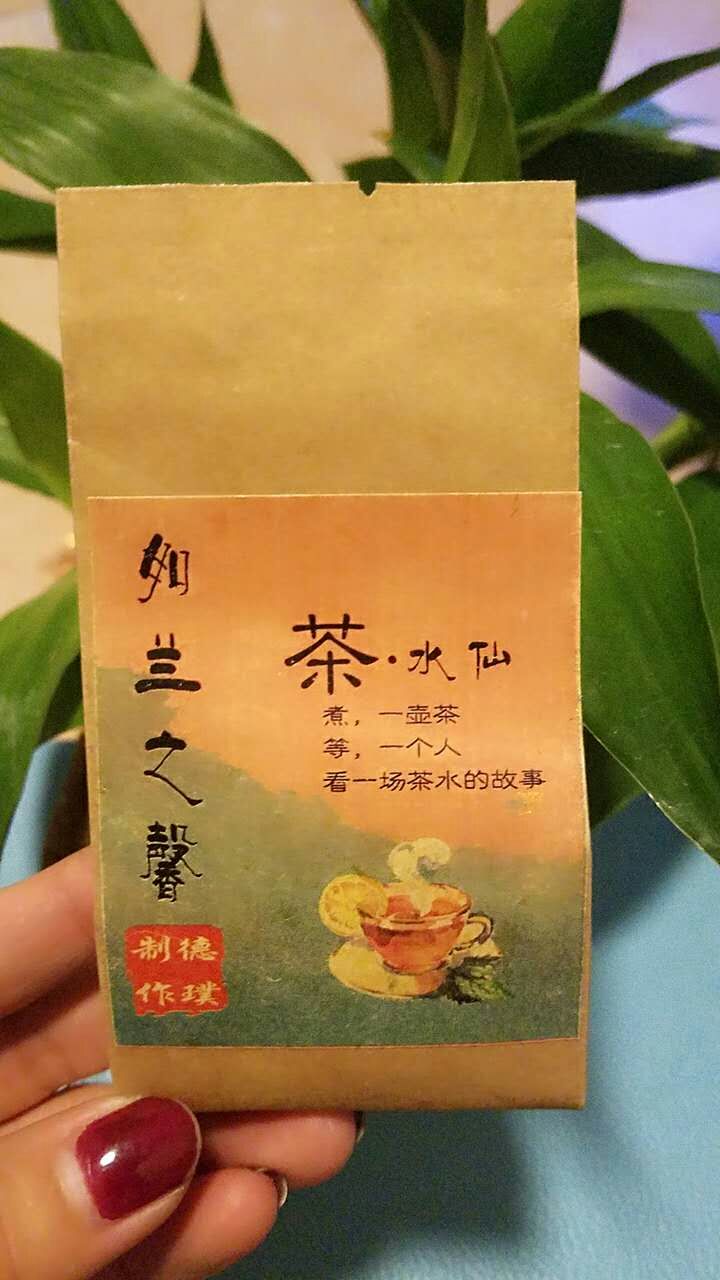 如兰之馨
茶·水仙
煮，一壶茶
等，一个人
看一场茶水的故事
德璞
制作